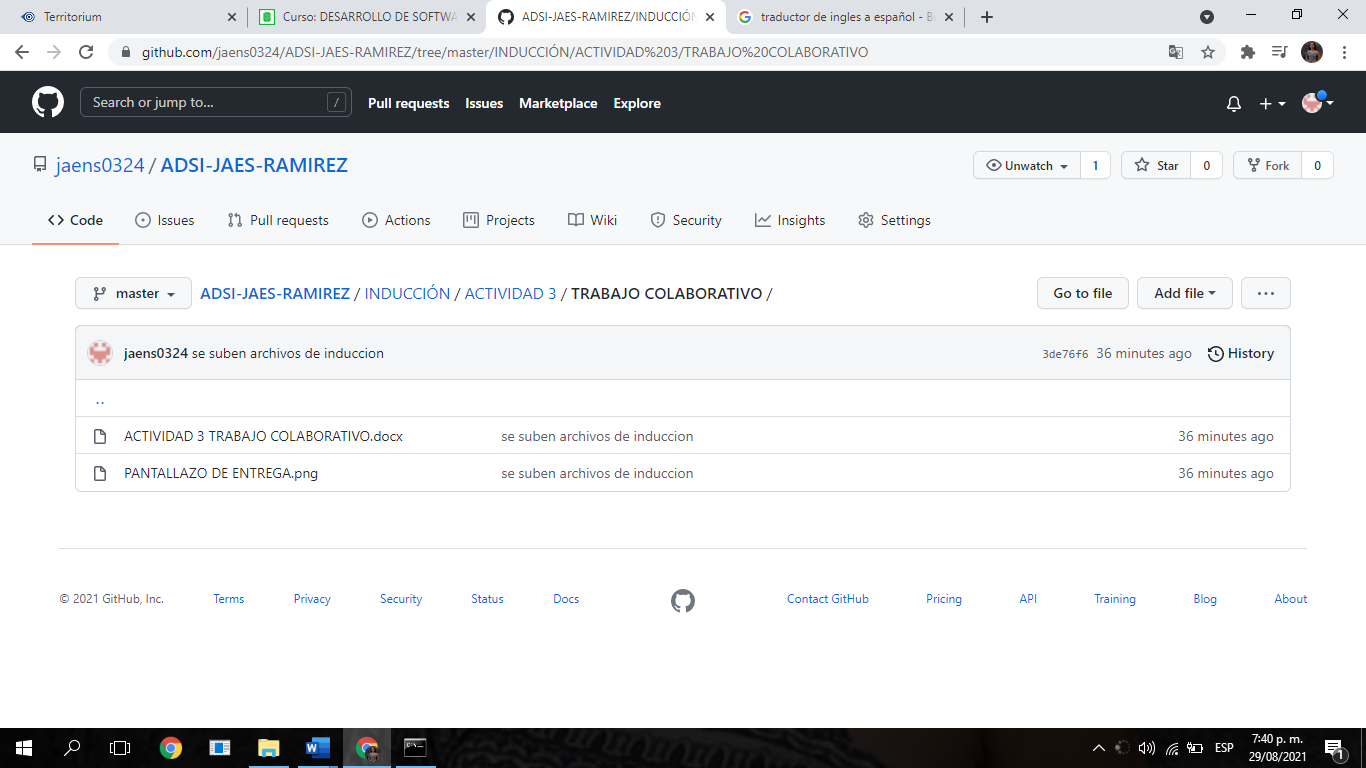 Territorium
Curso: DESARROLLO DE SOFTWA
ADSI-JAES-RAMIREZ/INDUCCIÓN
traductor de ingles a español - B
github.com/jaens0324/ADSI-JAES-RAMIREZ/tree/master/INDUCCIÓN/ACTIVIDAD%203/TRABAJO%20COLABORATIVO
Search or jump to... /
Pull requests Issues Marketplace Explore
jaens0324 / ADSI-JAES-RAMIREZ
Unwatch 1 Star 0 Fork 0
Code Issues Pull requests Actions Projects Wiki Security Insights Settings
master ADSI-JAES-RAMIREZ / INDUCCIÓN / ACTIVIDAD 3 / TRABAJO COLABORATIVO /
Go to file Add file ...
jaens0324 se suben archivos de induccion 3de76f6 36 minutes ago History
..
ACTIVIDAD 3 TRABAJO COLABORATIVO.docx se suben archivos de induccion 36 minutes ago
PANTALLAZO DE ENTREGA.png se suben archivos de induccion 36 minutes ago
© 2021 GitHub, Inc. Terms Privacy Security Status Docs Contact GitHub Pricing API Training Blog About
ESP
7:40 p. m.
29/08/2021
1